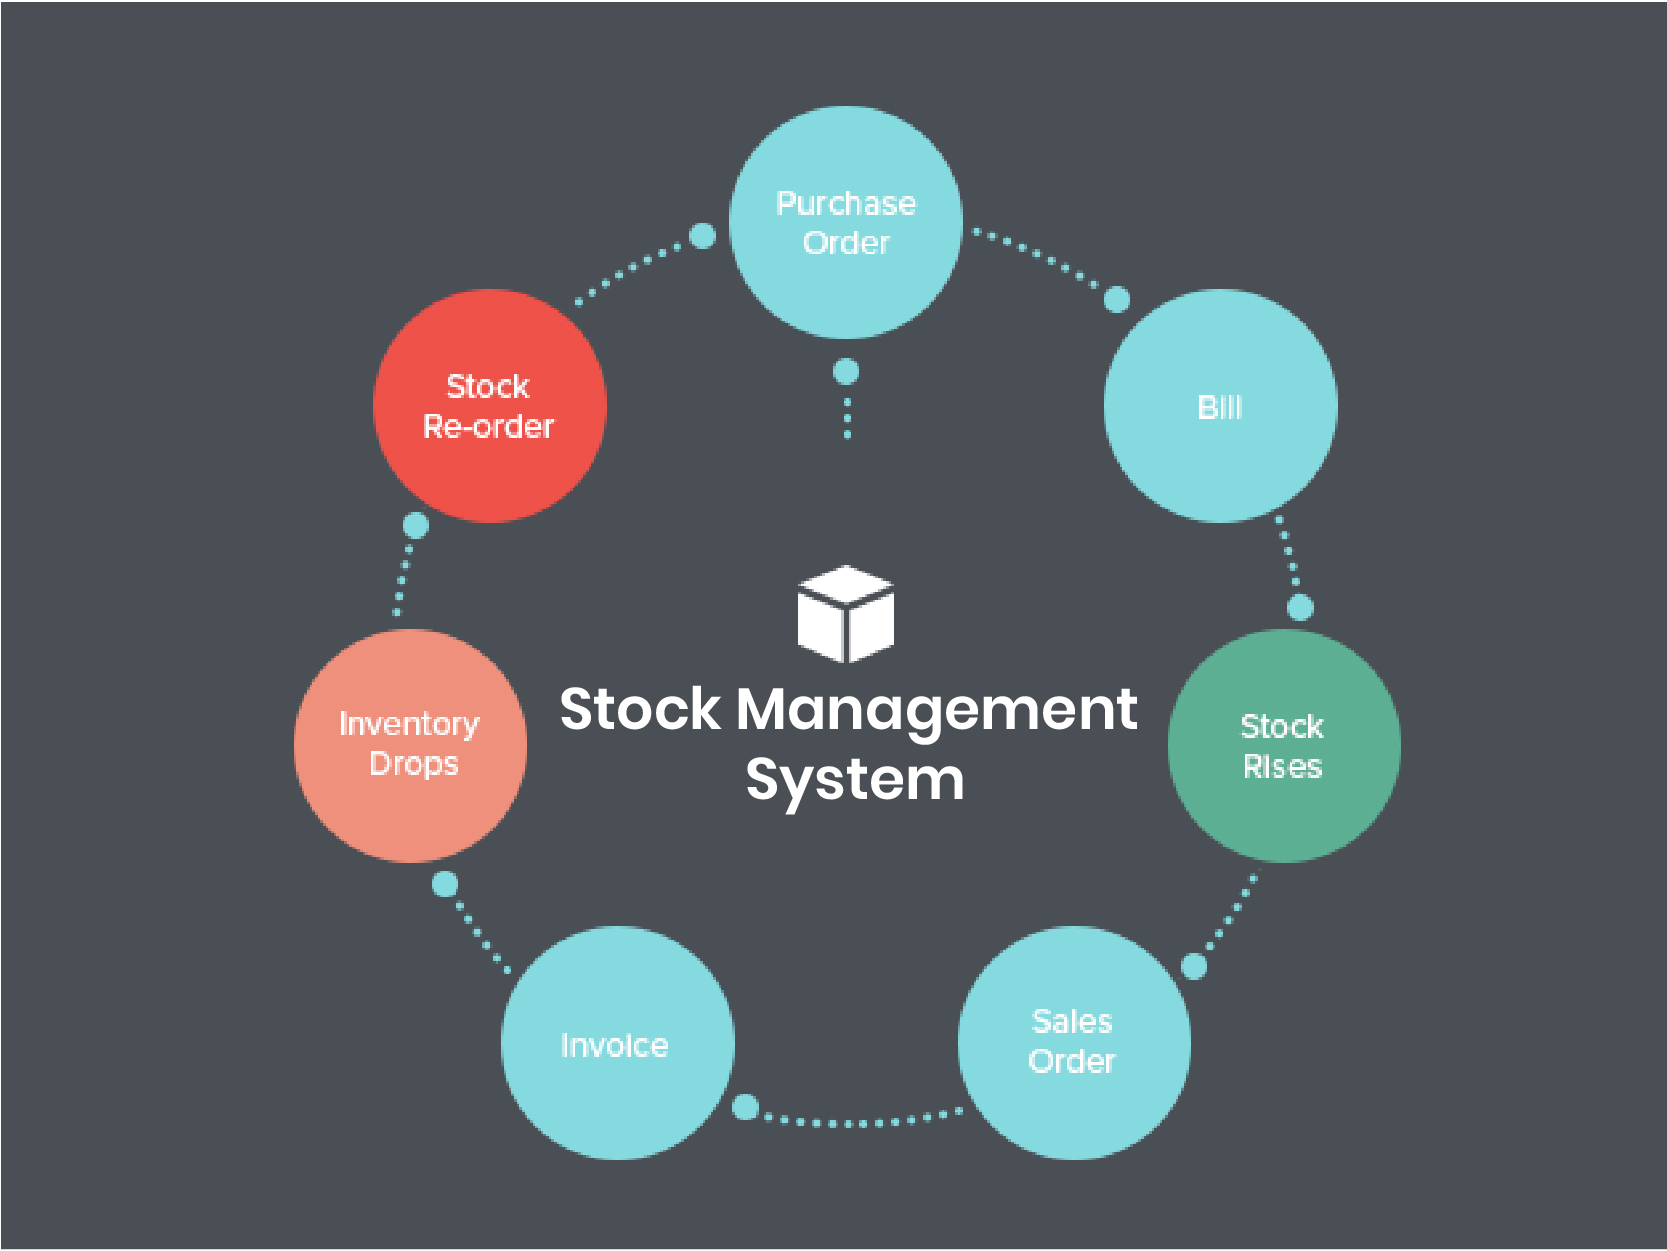 Purchase
Order
Bill
Stock
Rises
Sales
Order
Invoice
Inventory
Drops
Stock
Re-order
Stock Management
System